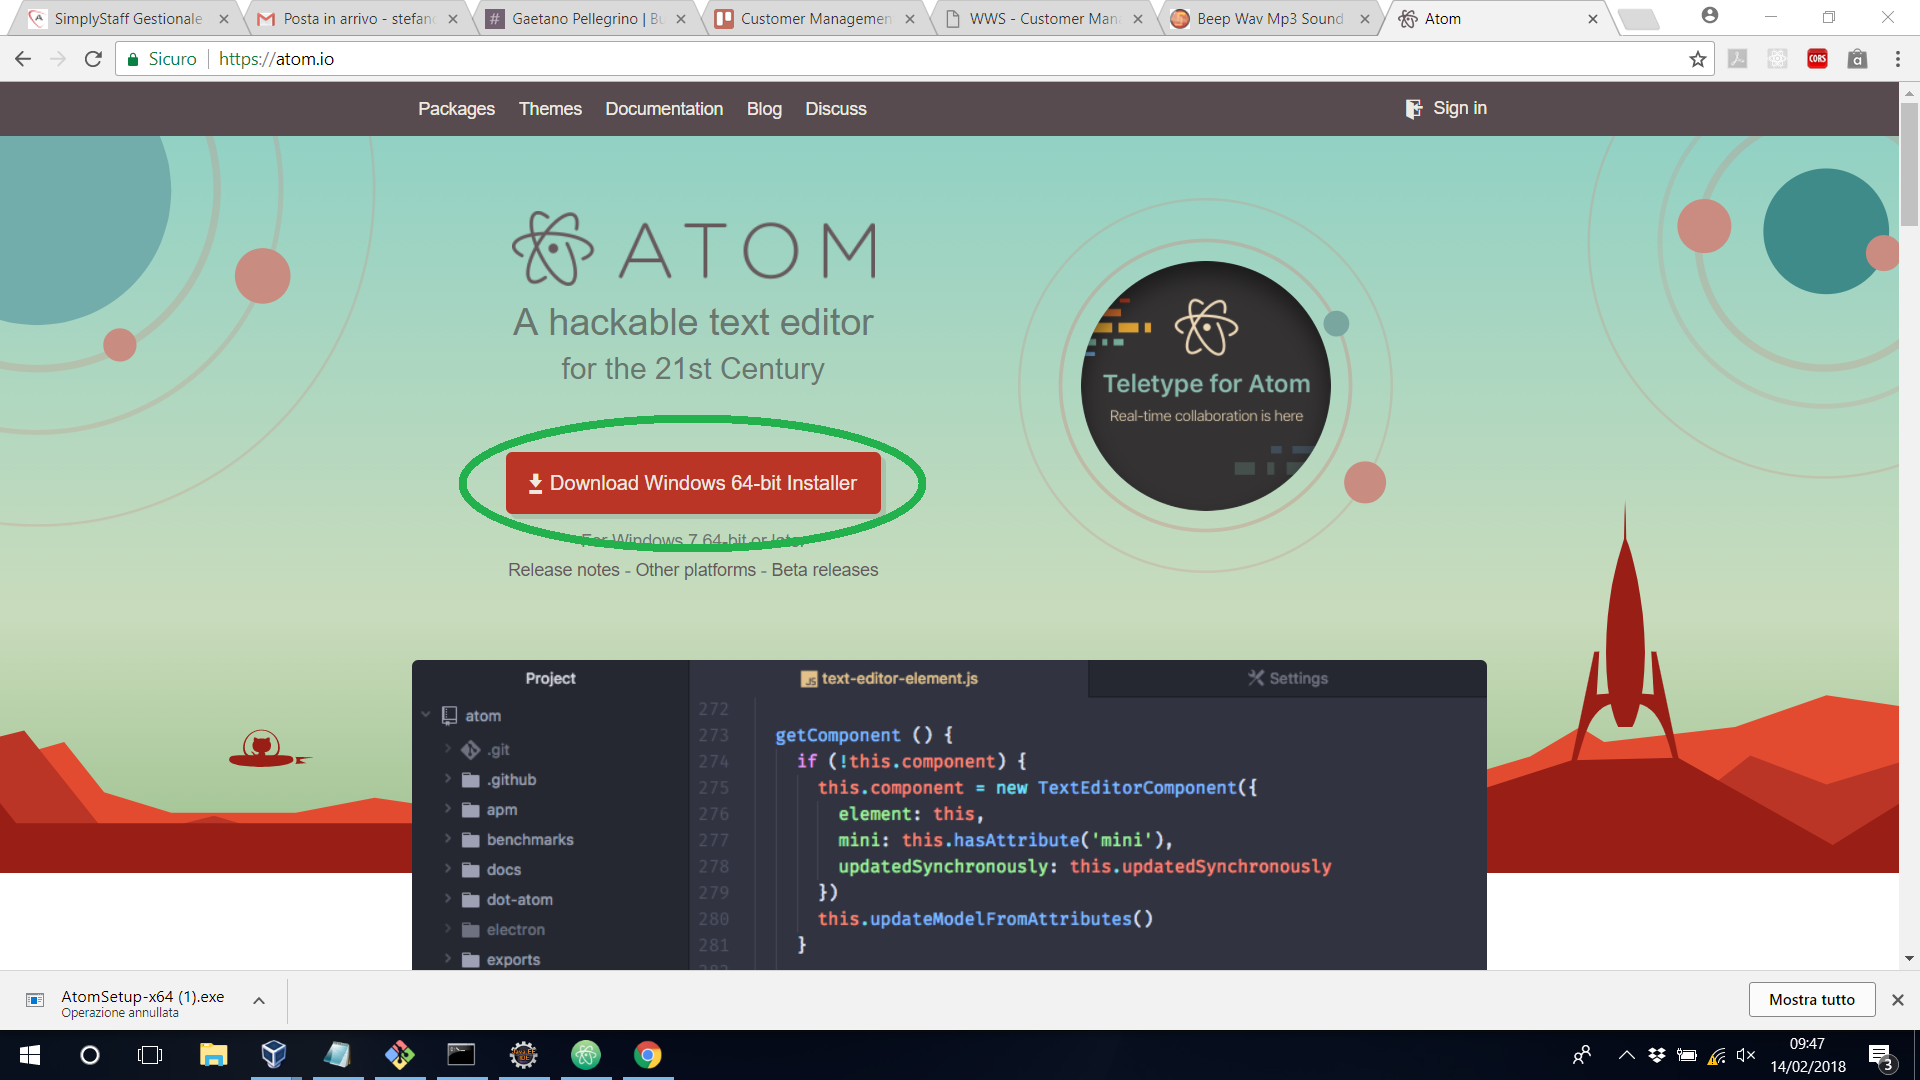 SimplyStaff Gestionale
Posta in arrivo - stefan
Gaetano Pellegrino | Bu
Customer Managemen
WWS - Customer Man
Beep Wav Mp3 Sound
Atom
Sicuro
https://atom.io
CORS
Packages Themes Documentation Blog Discuss
Sign in
ATOM
A hackable text editor
for the 21st Century
Download Windows 64-bit Installer
For Windows 7 64-bit or later
Release notes - Other platforms - Beta releases
Teletype for Atom
Real-time collaboration is here
Project
atom
.git
.github
apm
benchmarks
docs
dot-atom
electron
exports
JS text-editor-element.js
Settings
272
273 getComponent () {
274 if (!this.component) {
275 this.component = new TextEditorComponent({
276 element: this,
277 mini: this.hasAttribute('mini'),
278 updatedSynchronously: this.updatedSynchronously
279 })
280 this.updateModelFromAttributes()
281 }
AtomSetup-x64 (1).exe
Operazione annullata
Mostra tutto
09:47
14/02/2018
3